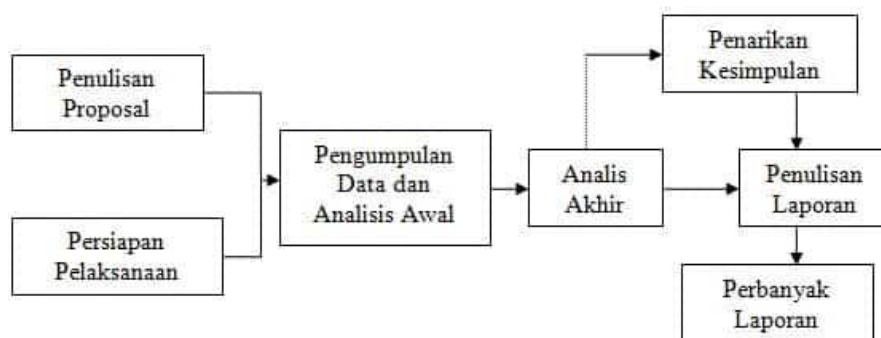 Penulisan
Proposal
Persiapan
Pelaksanaan
Pengumpulan
Data dan
Analisis Awal
Analis
Akhir
Penarikan
Kesimpulan
Penulisan
Laporan
Perbanyak
Laporan